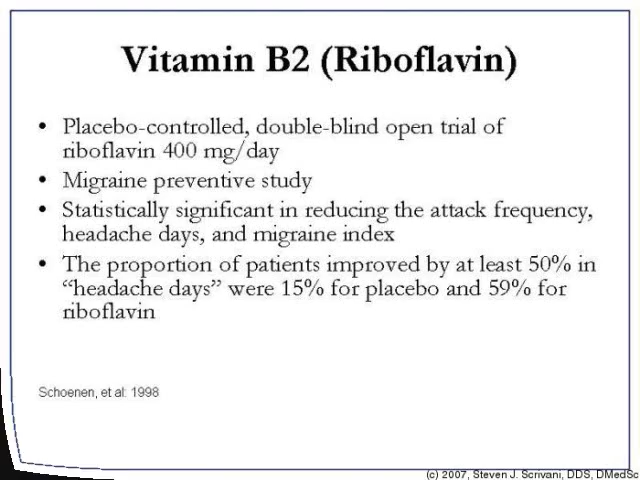 Vitamin B2 (Riboflavin)
• Placebo-controlled, double-blind open trial of
riboflavin 400 mg/day
• Migraine preventive study
• Statistically significant in reducing the attack frequency,
headache days, and migraine index
• The proportion of patients improved by at least 50% in
“headache days” were 15% for placebo and 59% for
riboflavin
Schoenen, et al: 1998
(c) 2007, Steven J. Scrivani, DDS, DMedSc